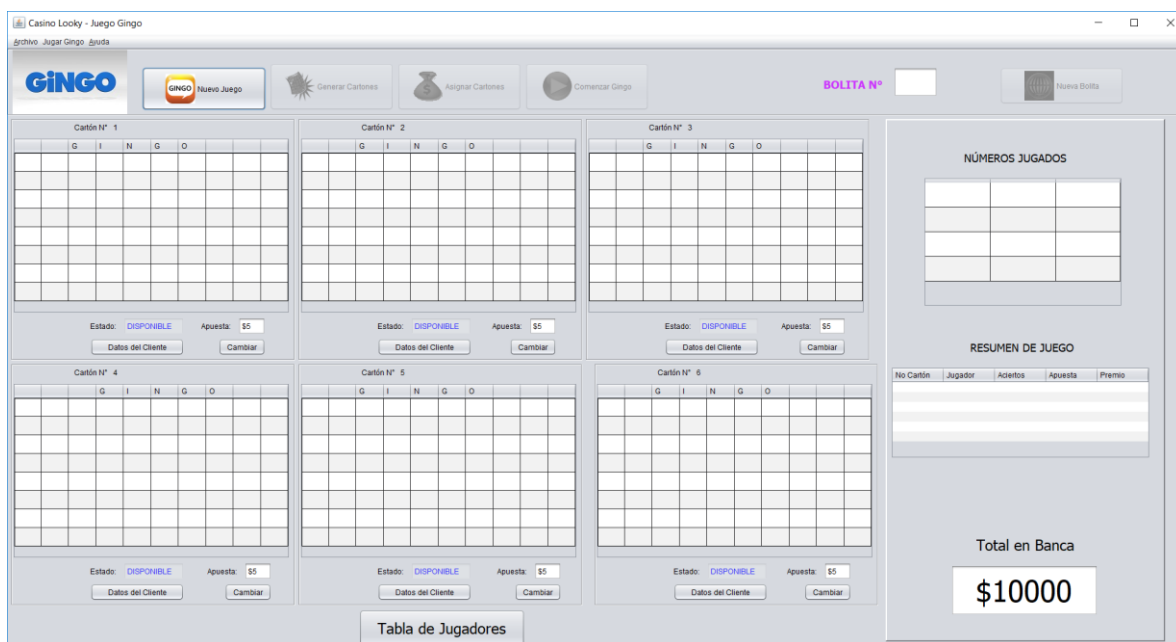 Casino Looky - Juego Gingo
Archivo Jugar Gingo Ayuda
GiNGO
GINGO Nuevo Juego
Generar Cartones
Asignar Cartones
Comenzar Gingo
BOLITA Nº
Nueva Bolita
Cartón N° 1
G I N G O
Estado: DISPONIBLE Apuesta: $5
Datos del Cliente Cambiar
Cartón N° 2
G I N G O
Estado: DISPONIBLE Apuesta: $5
Datos del Cliente Cambiar
Cartón N° 3
G I N G O
Estado: DISPONIBLE Apuesta: $5
Datos del Cliente Cambiar
Cartón N° 4
G I N G O
Estado: DISPONIBLE Apuesta: $5
Datos del Cliente Cambiar
Cartón N° 5
G I N G O
Estado: DISPONIBLE Apuesta: $5
Datos del Cliente Cambiar
Cartón N° 6
G I N G O
Estado: DISPONIBLE Apuesta: $5
Datos del Cliente Cambiar
Tabla de Jugadores
NÚMEROS JUGADOS
RESUMEN DE JUEGO
No Cartón Jugador Aciertos Apuesta Premio
Total en Banca
$10000